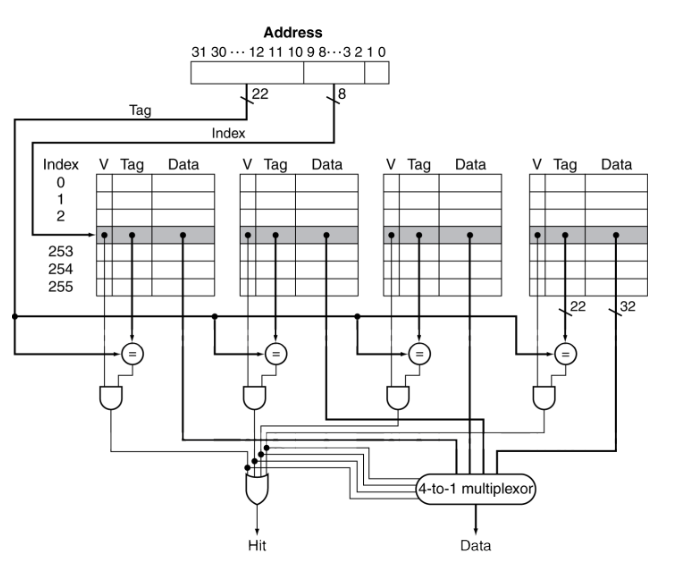 Address
31 30 ··· 12 11 10 9 8···3 2 1 0
22
8
Tag
Index
Index V Tag Data V Tag Data V Tag Data V Tag Data
0
1
2
253
254
255
22
32
= = = =
4-to-1 multiplexor
Hit
Data